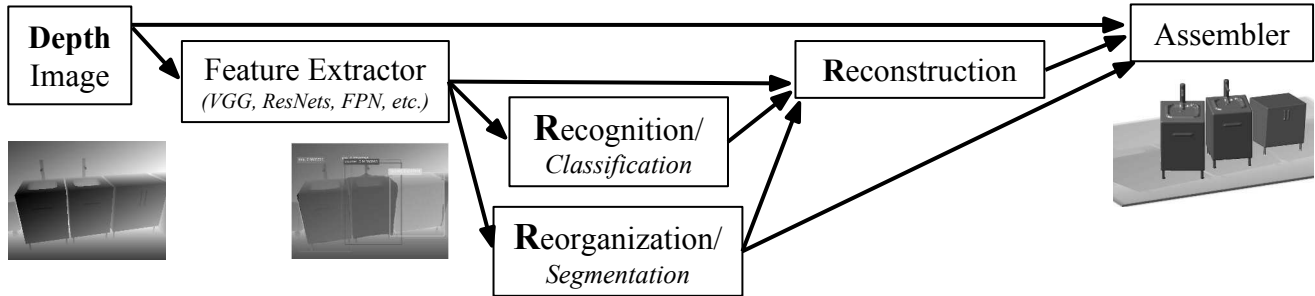 Depth
Image
Feature Extractor
(VGG, ResNets, FPN, etc.)
Recognition/
Classification
Reorganization/
Segmentation
Reconstruction
Assembler